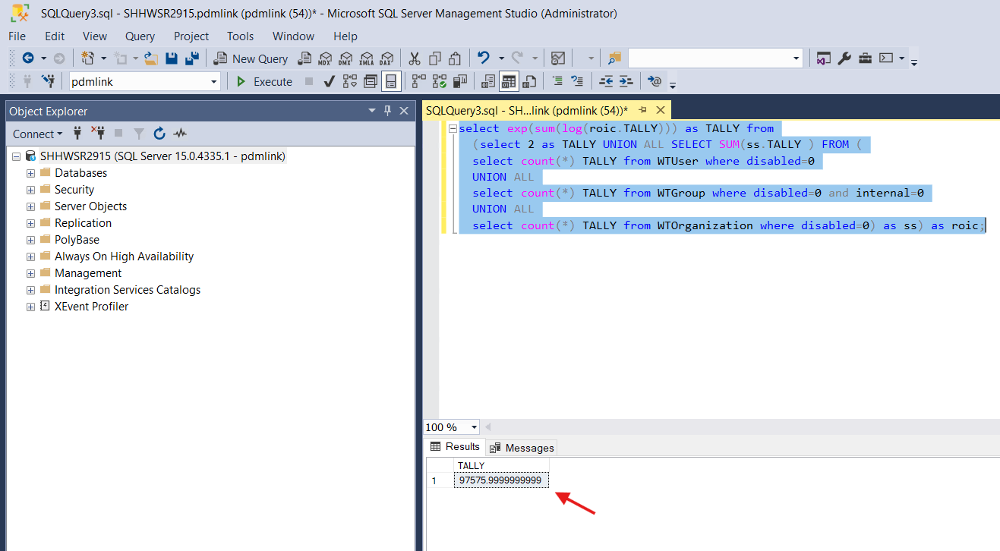 SQLQuery3.sql - SHHWSR2915.pdmlink (pdmlink (54))* - Microsoft SQL Server Management Studio (Administrator)
File Edit View Query Project Tools Window Help
New Query MDX DMX XMLA DAX
pdmlink Execute
Object Explorer
Connect
SHHWSR2915 (SQL Server 15.0.4335.1 - pdmlink)
Databases
Security
Server Objects
Replication
PolyBase
Always On High Availability
Management
Integration Services Catalogs
XEvent Profiler
SQLQuery3.sql - SH...link (pdmlink (54))*
select exp(sum(log(roic.TALLY))) as TALLY from
(select 2 as TALLY UNION ALL SELECT SUM(ss.TALLY ) FROM (
select count(*) TALLY from WTUser where disabled=0
UNION ALL
select count(*) TALLY from WTGroup where disabled=0 and internal=0
UNION ALL
select count(*) TALLY from WTOrganization where disabled=0) as ss) as roic;
100 %
Results Messages
TALLY
1 97575.9999999999